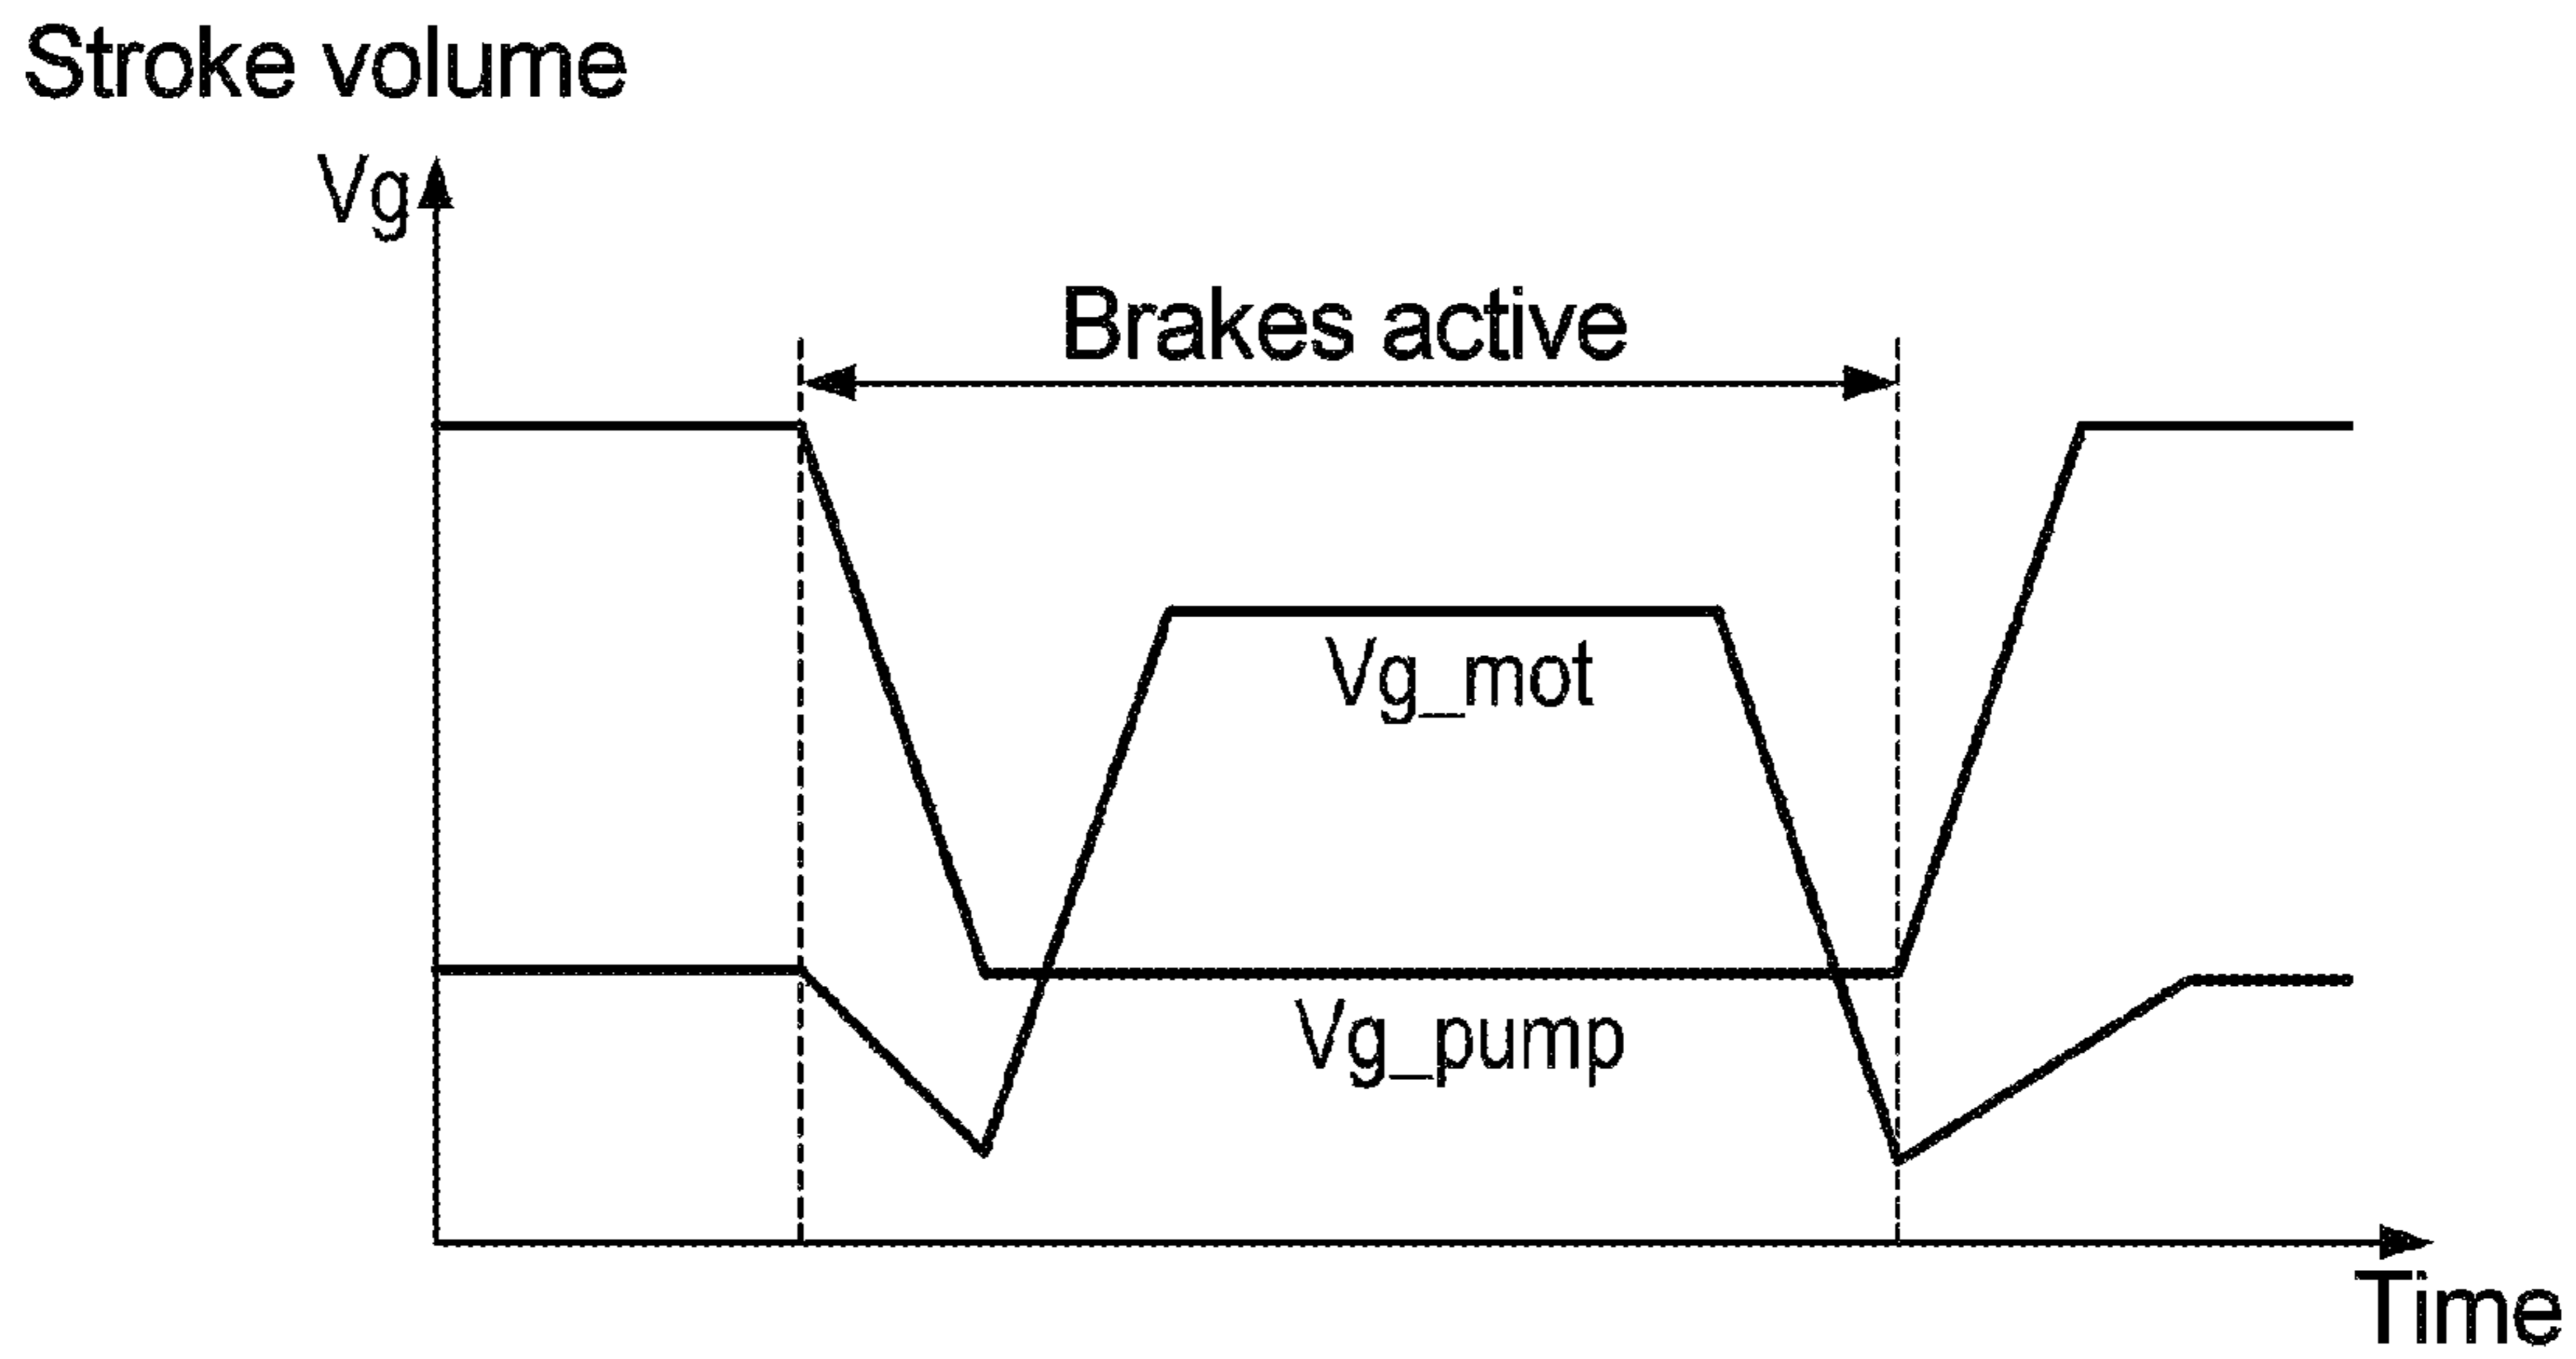 Stroke volume
Vg
Brakes active
Vg_mot
Vg_pump
Time